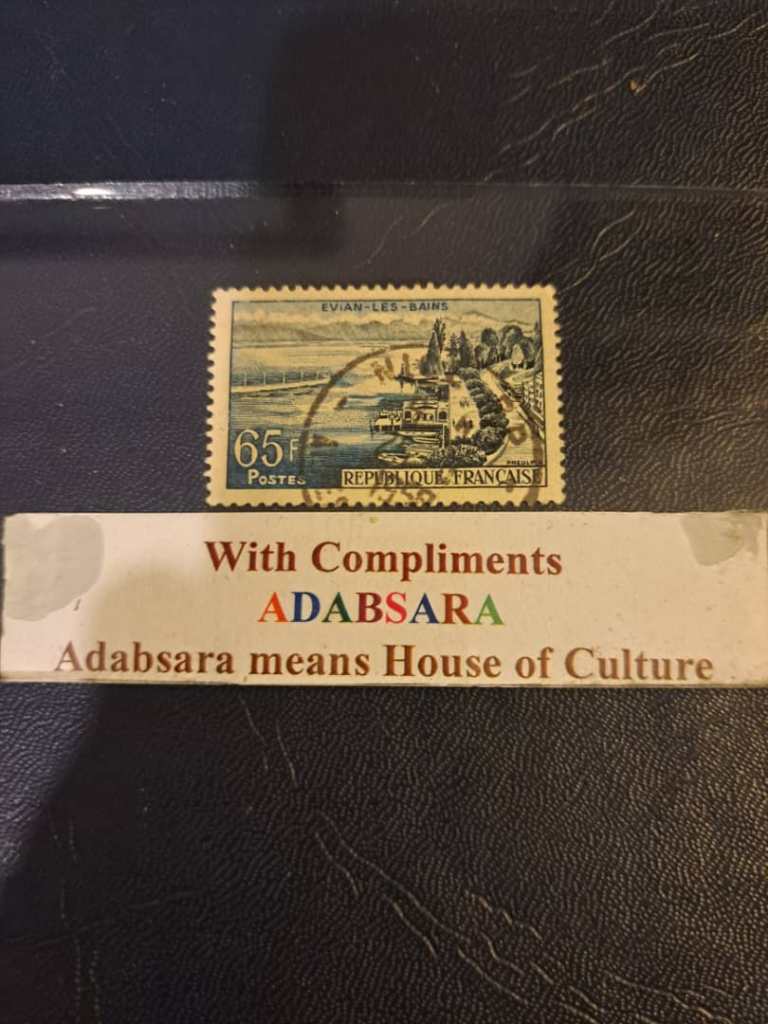 EVIAN-LES-BAINS
65F
POSTES
REPUBLIQUE FRANÇAISE
With Compliments
ADABSARA
Adabsara means House of Culture